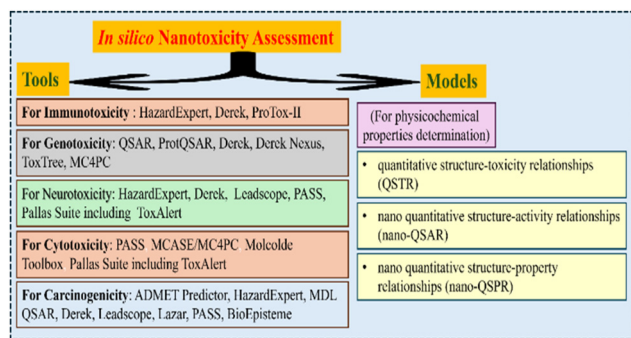 In silico Nanotoxicity Assessment
Tools
For Immunotoxicity : HazardExpert, Derek, ProTox-II
For Genotoxicity: QSAR, ProtQSAR, Derek, Derek Nexus,
ToxTree, MC4PC
For Neurotoxicity: HazardExpert, Derek, Leadscope, PASS,
Pallas Suite including ToxAlert
For Cytotoxicity: PASS MCASE/MC4PC Molcolde
Toolbox Pallas Suite including ToxAlert
For Carcinogenicity: ADMET Predictor, HazardExpert, MDL
QSAR, Derek, Leadscope, Lazar, PASS, BioEpisteme
Models
(For physicochemical
properties determination)
• quantitative structure-toxicity relationships
(QSTR)
• nano quantitative structure-activity relationships
(nano-QSAR)
• nano quantitative structure-property
relationships (nano-QSPR)